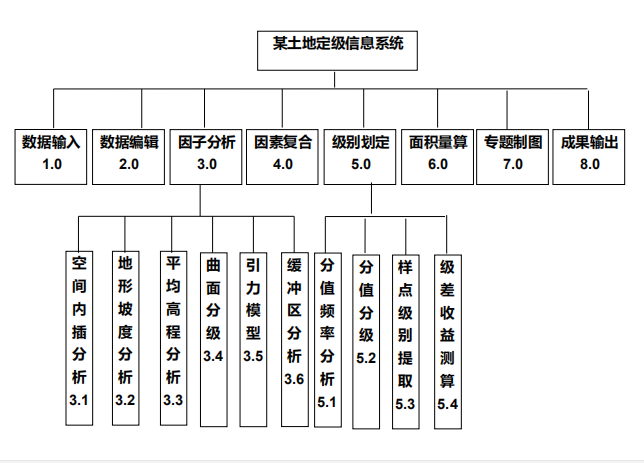 某土地定级信息系统
数据输入
1.0
数据编辑
2.0
因子分析
3.0
因素复合
4.0
级别划定
5.0
面积量算
6.0
专题制图
7.0
成果输出
8.0
空间内插分析
3.1
地形坡度分析
3.2
平均高程分析
3.3
曲面分级
3.4
引力模型
3.5
缓冲区分析
3.6
分值频率分析
5.1
分值分级
5.2
样点级别提取
5.3
级差收益测算
5.4